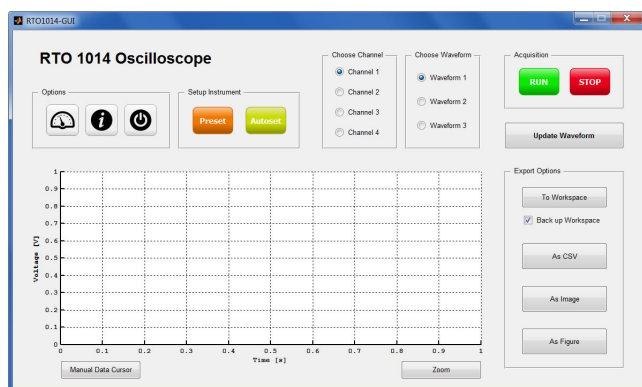 RTO1014-GUI
RTO 1014 Oscilloscope
Options
Setup Instrument
Preset
Autoset
Choose Channel
Channel 1
Channel 2
Channel 3
Channel 4
Choose Waveform
Waveform 1
Waveform 2
Waveform 3
Acquisition
RUN
STOP
Update Waveform
Export Options
To Workspace
Back up Workspace
As CSV
As Image
As Figure
Voltage [V]
1
0.9
0.8
0.7
0.6
0.5
0.4
0.3
0.2
0.1
0
0 0.1 0.2 0.3 0.4 0.5 0.6 0.7 0.8 0.9 1
Time [s]
Manual Data Cursor
Zoom